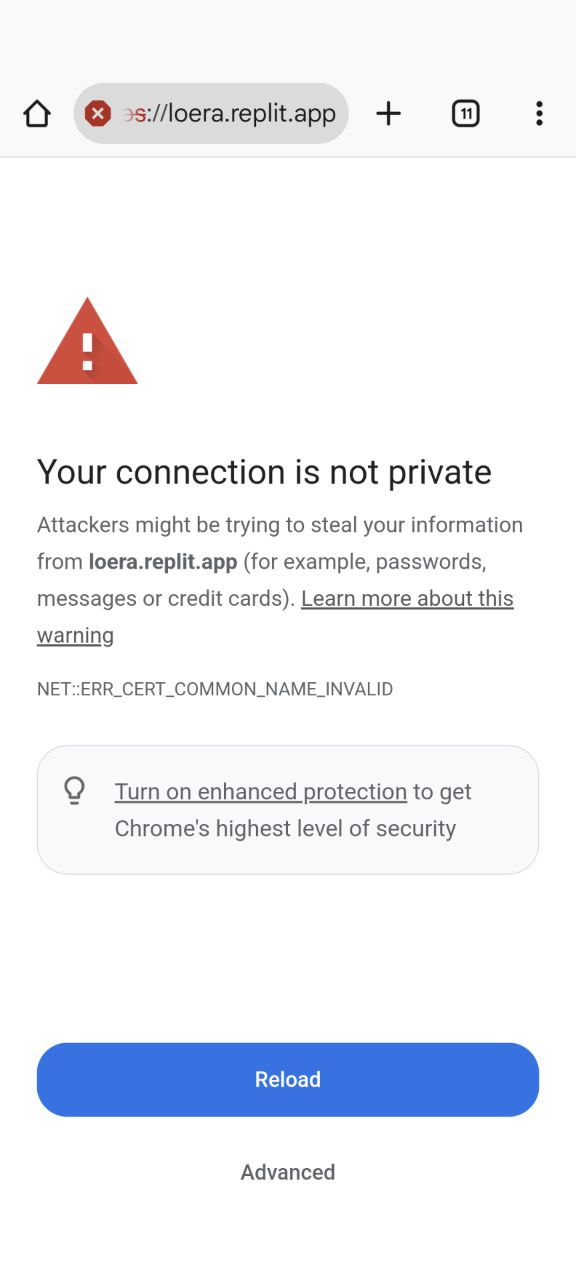 s://loera.replit.app
11
Your connection is not private
Attackers might be trying to steal your information
from loera.replit.app (for example, passwords,
messages or credit cards). Learn more about this
warning
NET::ERR_CERT_COMMON_NAME_INVALID
Turn on enhanced protection to get
Chrome's highest level of security
Reload
Advanced